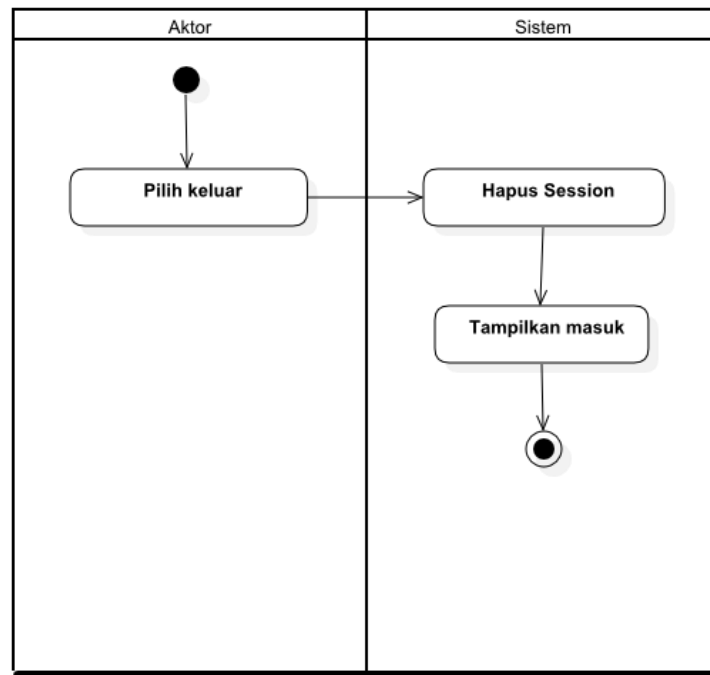 Aktor
Sistem
Pilih keluar
Hapus Session
Tampilkan masuk